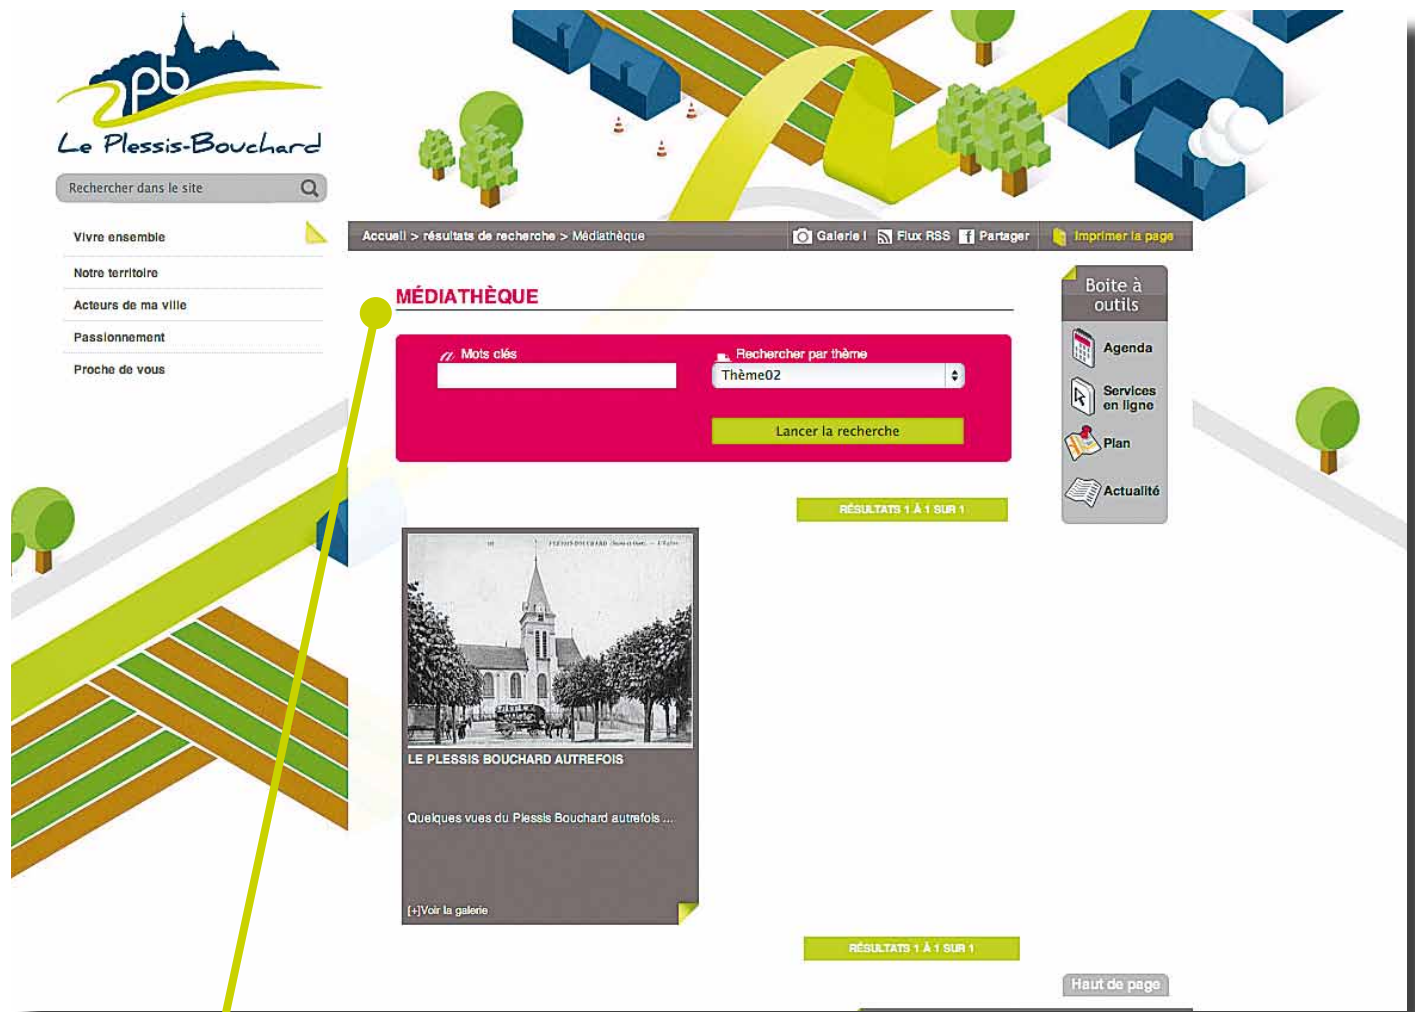 pb
Le Plessis-Bouchard
Rechercher dans le site
Vivre ensemble
Notre territoire
Acteurs de ma ville
Passionnement
Proche de vous
Accueil > résultats de recherche > Médiathèque
Galerie | Flux RSS Partager Imprimer la page
MÉDIATHÈQUE
Mots clés
Rechercher par thème
Thème02
Lancer la recherche
Boite à
outils
Agenda
Services
en ligne
Plan
Actualité
RÉSULTATS 1 À 1 SUR 1
LE PLESSIS BOUCHARD AUTREFOIS
Quelques vues du Plessis Bouchard autrefois ...
[+]Voir la galerie
RÉSULTATS 1 À 1 SUR 1
Haut de page